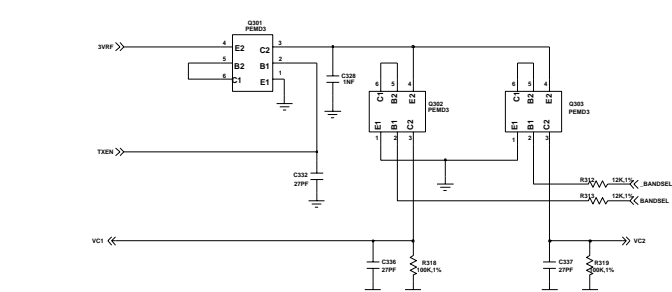 Q301
PEMD3
3VRF
4
E2
C2
3
5
B2
B1
2
6
C1
E1
1
C328
1NF
6
5
4
C1
B2
E2
Q302
PEMD3
E1
B1
C2
1
2
3
6
5
4
C1
B2
E2
Q303
PEMD3
E1
B1
C2
1
2
3
TXEN
C332
27PF
R312
12K,1%
_BANDSEL
R313
12K,1%
BANDSEL
VC1
VC2
C336
27PF
R318
100K,1%
C337
27PF
R319
100K,1%